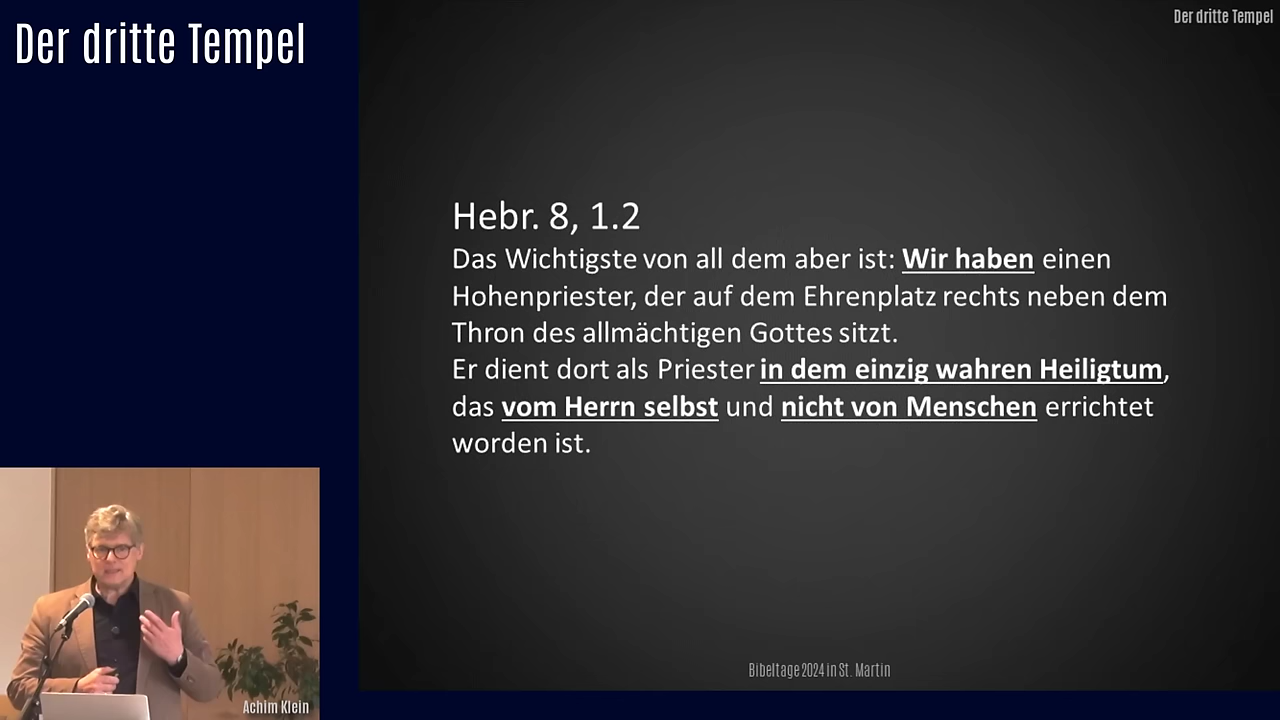 Der dritte Tempel
Der dritte Tempel
Hebr. 8, 1.2
Das Wichtigste von all dem aber ist: Wir haben einen
Hohenpriester, der auf dem Ehrenplatz rechts neben dem
Thron des allmächtigen Gottes sitzt.
Er dient dort als Priester in dem einzig wahren Heiligtum,
das vom Herrn selbst und nicht von Menschen errichtet
worden ist.
Bibeltage 2024 in St. Martin
Achim Klein